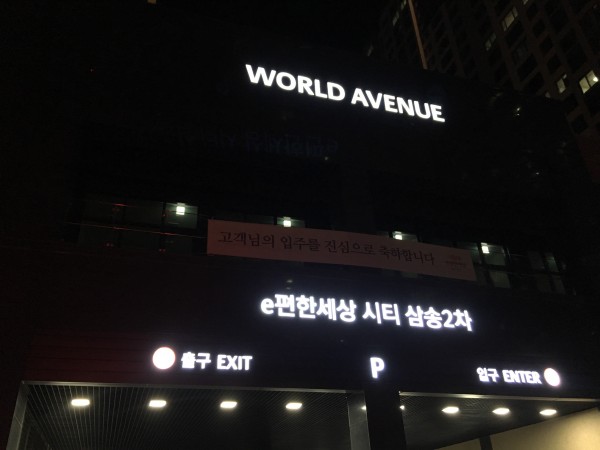 WORLD AVENUE
고객님의 입주를 진심으로 축하합니다
e편한세상 시티 삼송2차
출구 EXIT
P
입구 ENTER